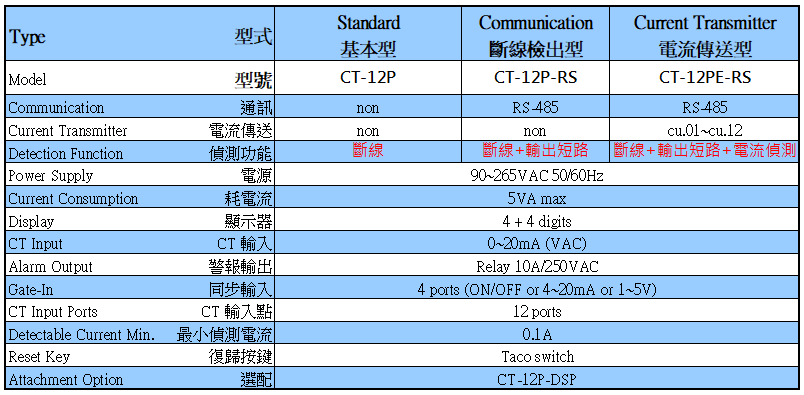 Type 型式 Standard 基本型 Communication 斷線檢出型 Current Transmitter 電流傳送型
Model 型號 CT-12P CT-12P-RS CT-12PE-RS
Communication 通訊 non RS-485 RS-485
Current Transmitter 電流傳送 non non cu.01~cu.12
Detection Function 偵測功能 斷線 斷線+輸出短路 斷線+輸出短路+電流偵測
Power Supply 電源 90~265VAC 50/60Hz
Current Consumption 耗電流 5VA max
Display 顯示器 4 + 4 digits
CT Input CT 輸入 0~20mA (VAC)
Alarm Output 警報輸出 Relay 10A/250VAC
Gate-In 同步輸入 4 ports (ON/OFF or 4~20mA or 1~5V)
CT Input Ports CT 輸入點 12 ports
Detectable Current Min. 最小偵測電流 0.1A
Reset Key 復歸按鍵 Taco switch
Attachment Option 選配 CT-12P-DSP